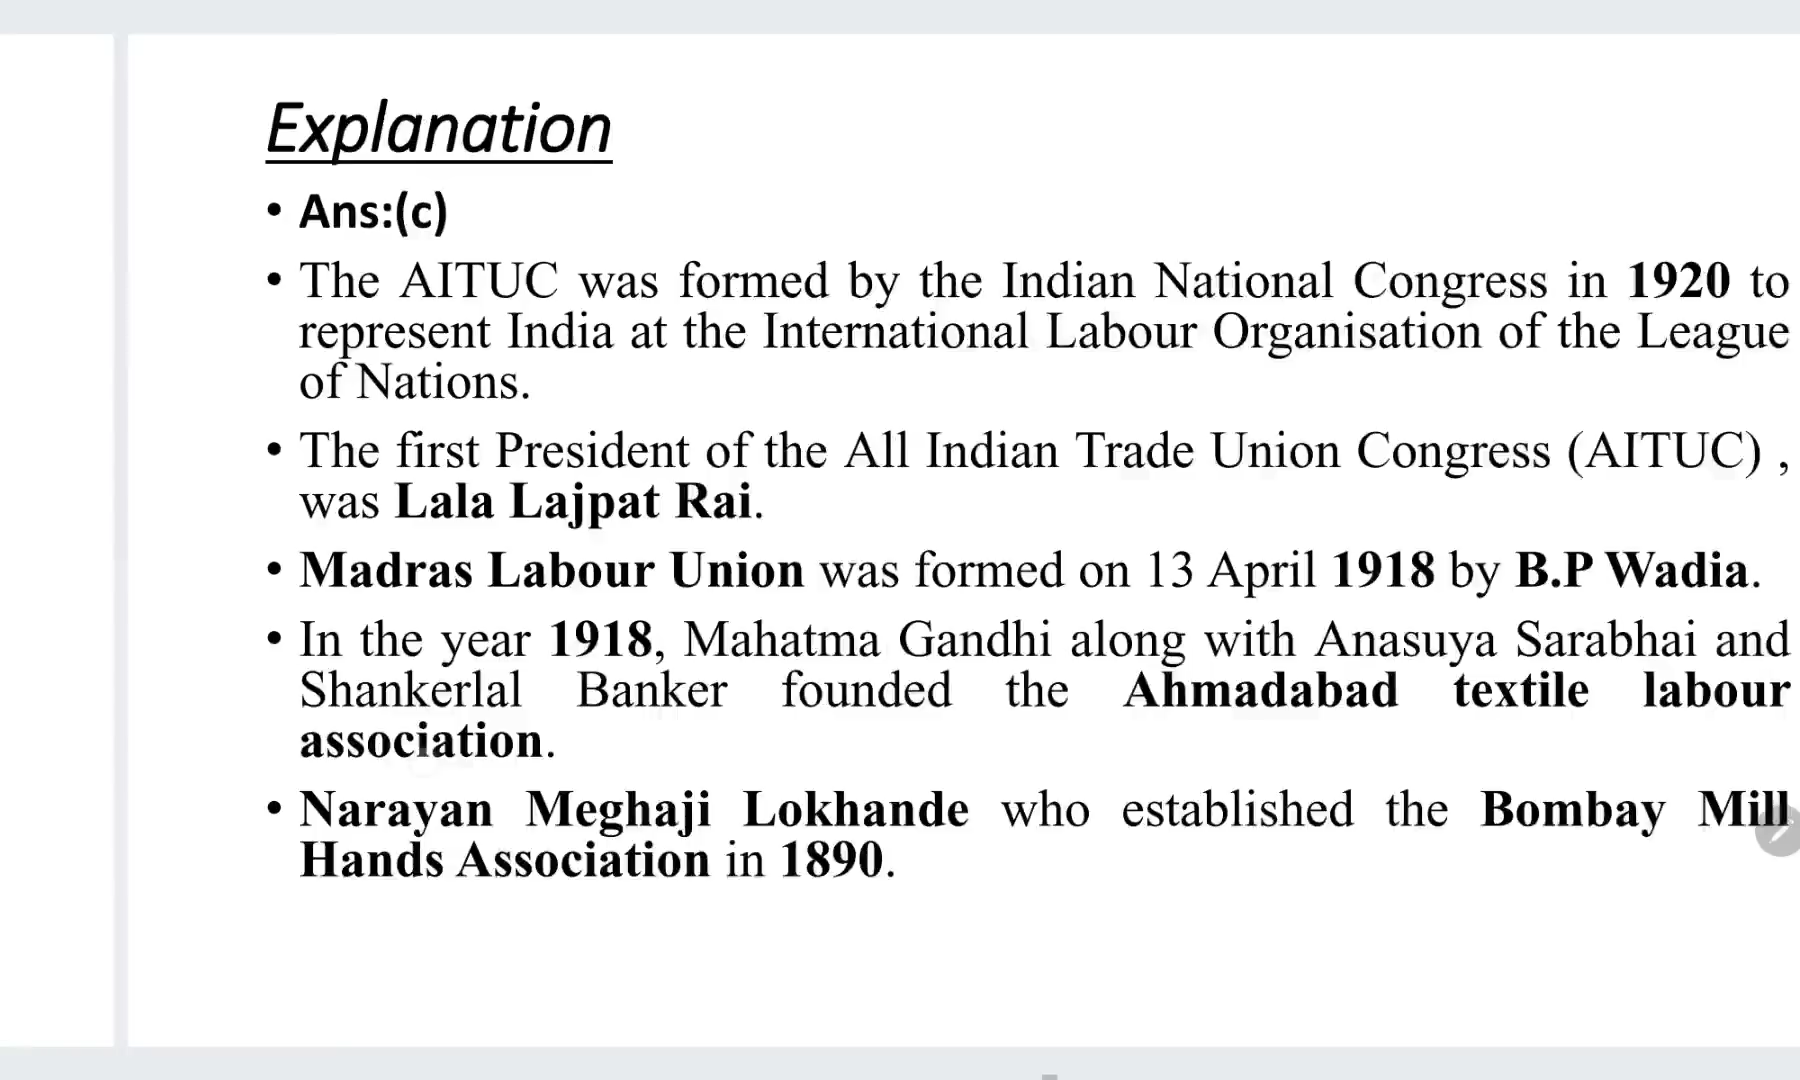 Explanation
• Ans:(c)
• The AITUC was formed by the Indian National Congress in 1920 to
represent India at the International Labour Organisation of the League
of Nations.
• The first President of the All Indian Trade Union Congress (AITUC) ,
was Lala Lajpat Rai.
• Madras Labour Union was formed on 13 April 1918 by B.P Wadia.
• In the year 1918, Mahatma Gandhi along with Anasuya Sarabhai and
Shankerlal Banker founded the Ahmadabad textile labour
association.
• Narayan Meghaji Lokhande who established the Bombay Mill
Hands Association in 1890.